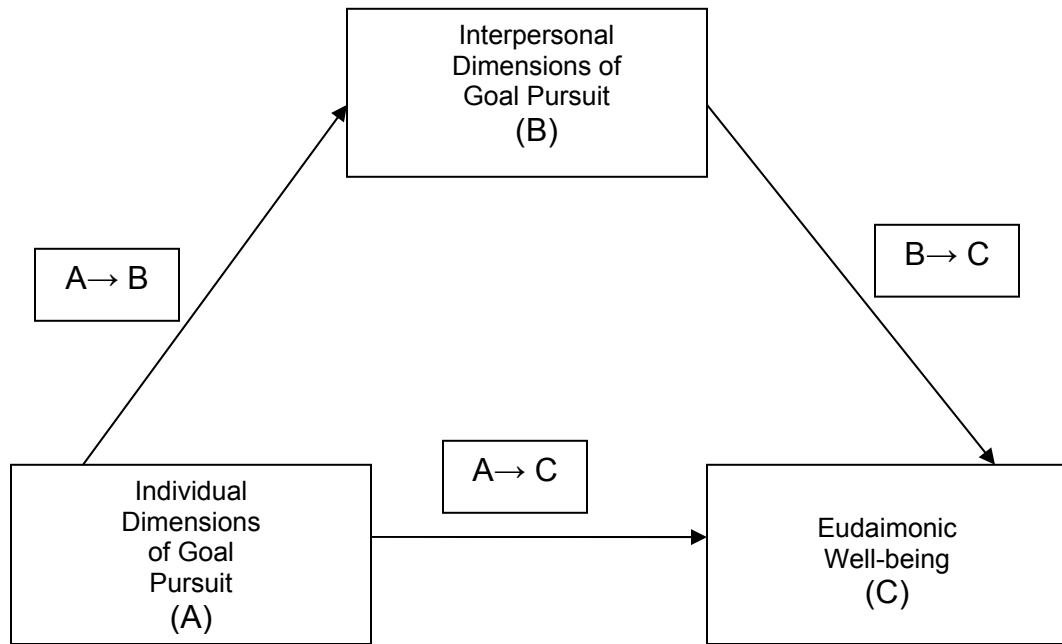 Interpersonal
Dimensions of
Goal Pursuit
(B)
A→ B
B→ C
A→ C
Individual
Dimensions
of Goal
Pursuit
(A)
Eudaimonic
Well-being
(C)